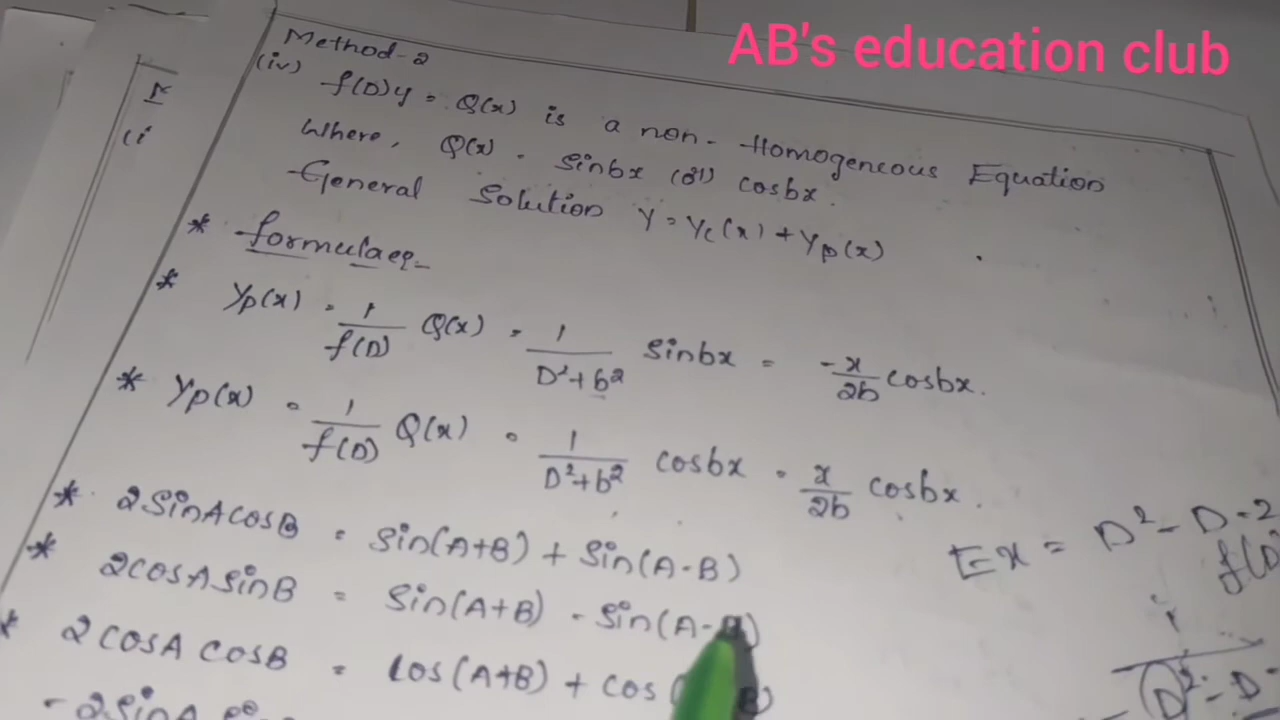 AB's education club
Method-2
(iv) f(D)y = Q(x) is a non-Homogeneous Equation
Where, Q(x) = Sinbx (or) cosbx.
General Solution Y = Yc(x) + Yp(x)
* formulae:-
* Yp(x) = 1/f(D) Q(x) = 1/D²+b² Sinbx = -x/2b cosbx.
* Yp(x) = 1/f(D) Q(x) = 1/D²+b² cosbx = x/2b cosbx.
* 2SinAcosB = Sin(A+B) + Sin(A-B)
* 2cosASinB = Sin(A+B) - Sin(A-B)
* 2cosA cosB = Cos(A+B) + cos
-2SinA
Ex = D² - D - 2
f(D)
D² - D -